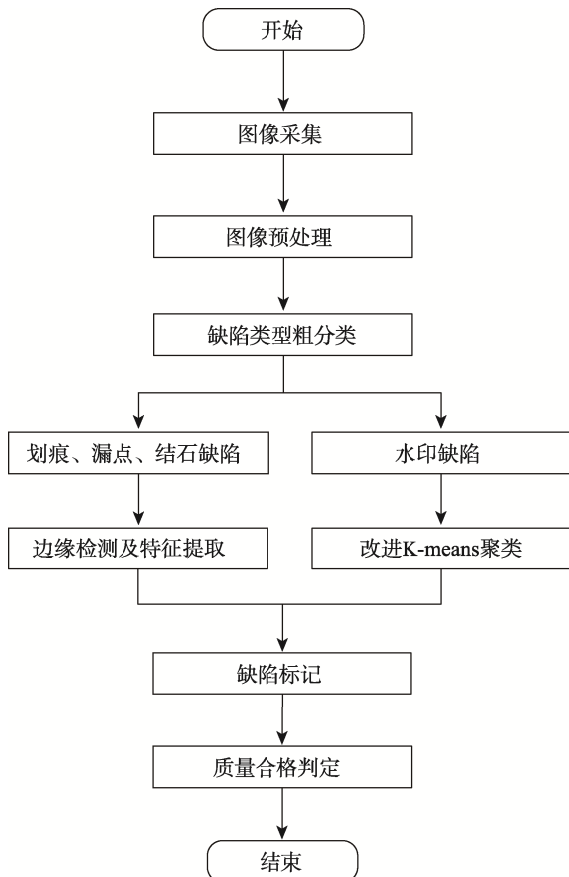 开始
图像采集
图像预处理
缺陷类型粗分类
划痕、漏点、结石缺陷
水印缺陷
边缘检测及特征提取
改进K-means聚类
缺陷标记
质量合格判定
结束